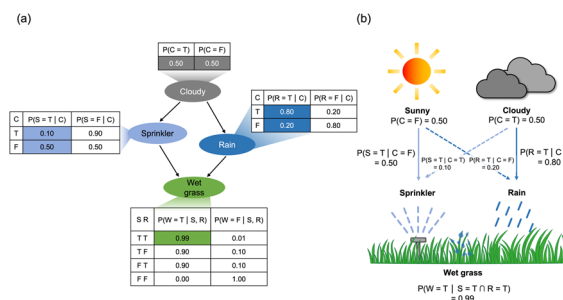 (a)
P(C = T) P(C = F)
0.50 0.50
Cloudy
C P(S = T | C) P(S = F | C)
T 0.10 0.90
F 0.50 0.50
C P(R = T | C) P(R = F | C)
T 0.80 0.20
F 0.20 0.80
Sprinkler
Rain
Wet
grass
S R P(W = T | S, R) P(W = F | S, R)
T T 0.99 0.01
T F 0.90 0.10
F T 0.90 0.10
F F 0.00 1.00
(b)
Sunny
P(C = F) = 0.50
Cloudy
P(C = T) = 0.50
P(S = T | C = F)
= 0.50
P(S = T | C = T)
= 0.10
P(R = T | C = F)
= 0.20
P(R = T | C
= 0.80
Sprinkler
Rain
Wet grass
P(W = T | S = T ∩ R = T)
= 0.99